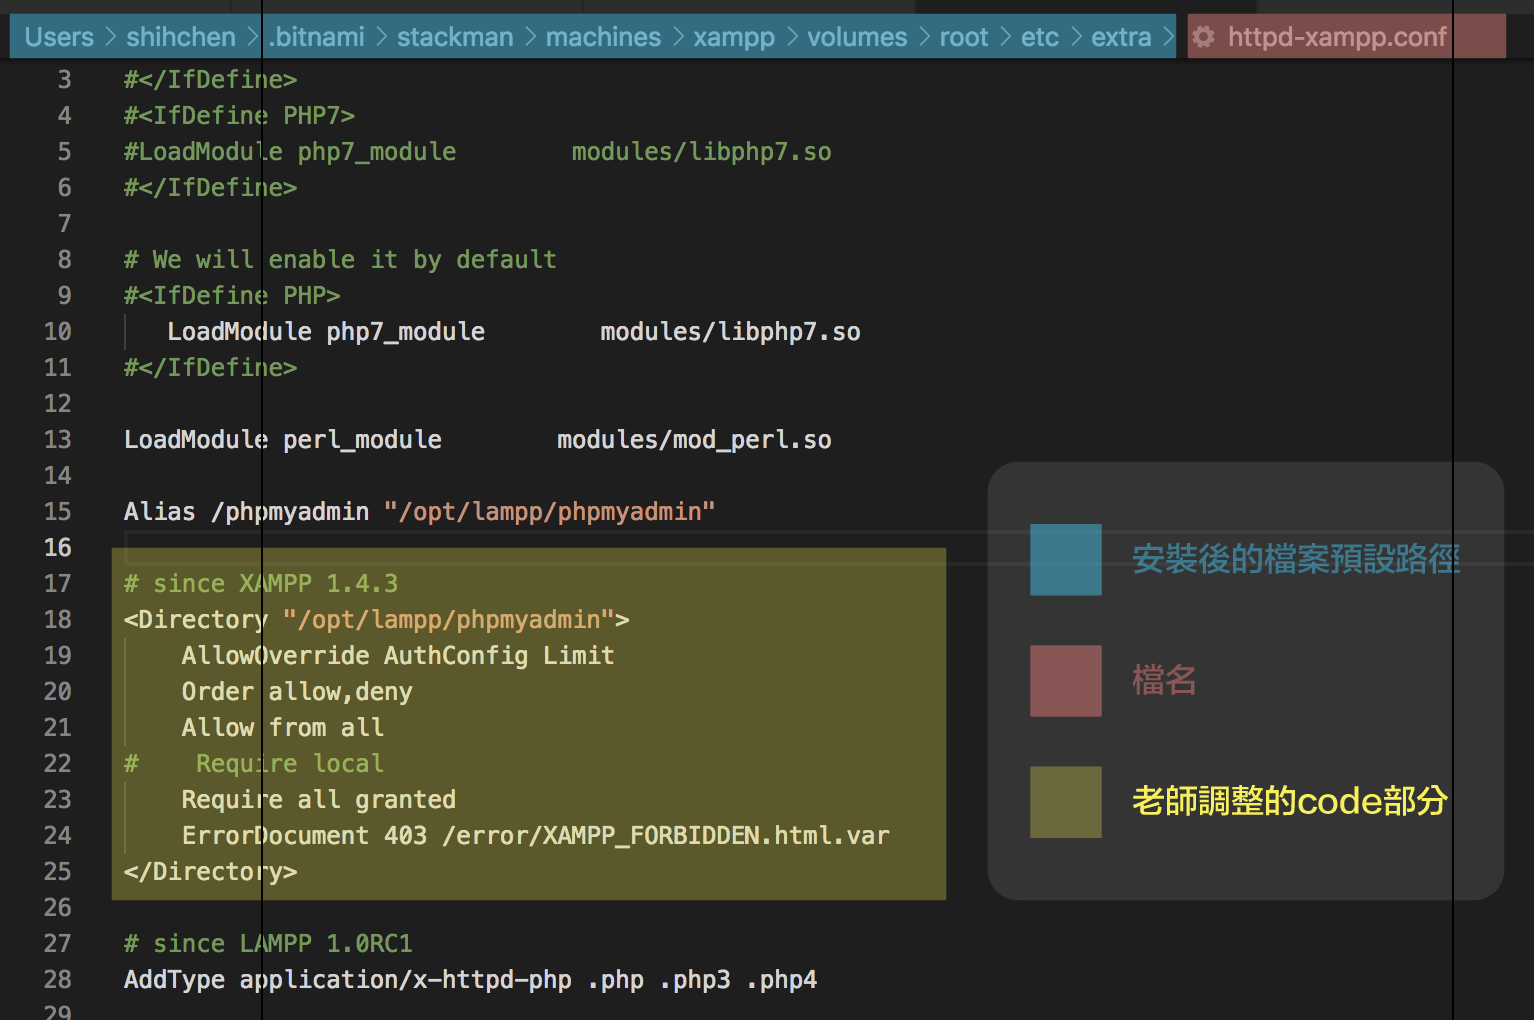 Users > shihchen > .bitnami > stackman > machines > xampp > volumes > root > etc > extra > httpd-xampp.conf
3 #</IfDefine>
4 #<IfDefine PHP7>
5 #LoadModule php7_module        modules/libphp7.so
6 #</IfDefine>
7
8 # We will enable it by default
9 #<IfDefine PHP>
10    LoadModule php7_module        modules/libphp7.so
11 #</IfDefine>
12
13 LoadModule perl_module        modules/mod_perl.so
14
15 Alias /phpmyadmin "/opt/lampp/phpmyadmin"
16
17 # since XAMPP 1.4.3
18 <Directory "/opt/lampp/phpmyadmin">
19     AllowOverride AuthConfig Limit
20     Order allow,deny
21     Allow from all
22 #    Require local
23     Require all granted
24     ErrorDocument 403 /error/XAMPP_FORBIDDEN.html.var
25 </Directory>
26
27 # since LAMPP 1.0RC1
28 AddType application/x-httpd-php .php .php3 .php4
29
安裝後的檔案預設路徑
檔名
老師調整的code部分